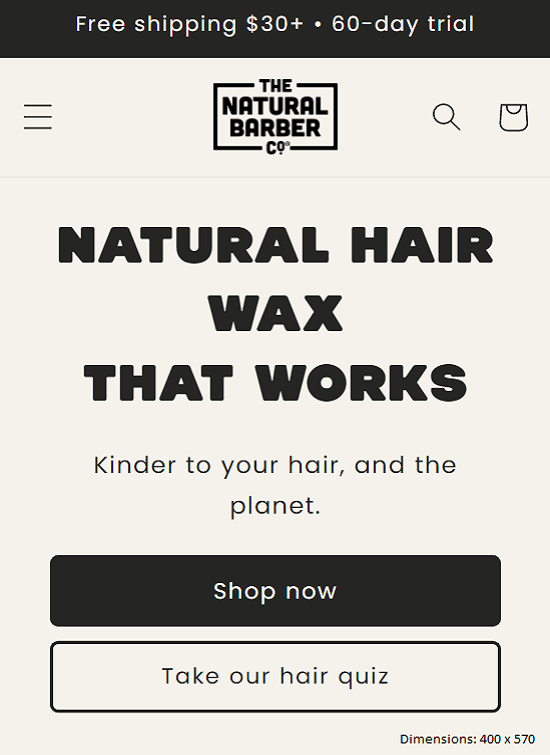 Free shipping $30+ • 60-day trial
THE
NATURAL
BARBER
CO®
NATURAL HAIR
WAX
THAT WORKS
Kinder to your hair, and the
planet.
Shop now
Take our hair quiz
Dimensions: 400 x 570